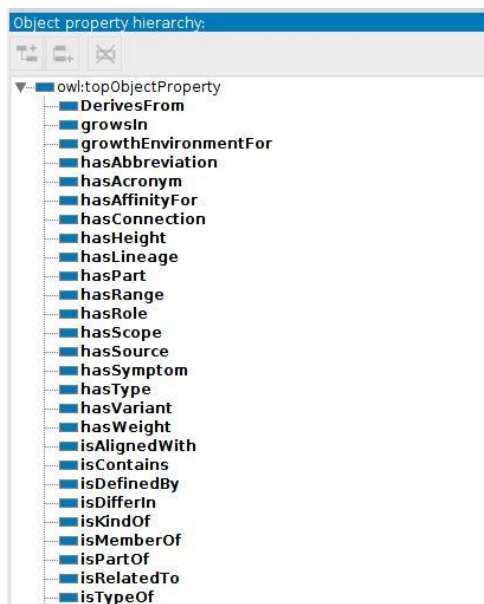 Object property hierarchy:
owl:topObjectProperty
DerivesFrom
growsIn
growthEnvironmentFor
hasAbbreviation
hasAcronym
hasAffinityFor
hasConnection
hasHeight
hasLineage
hasPart
hasRange
hasRole
hasScope
hasSource
hasSymptom
hasType
hasVariant
hasWeight
isAlignedWith
isContains
isDefinedBy
isDifferIn
isKindOf
isMemberOf
isPartOf
isRelatedTo
isTypeOf